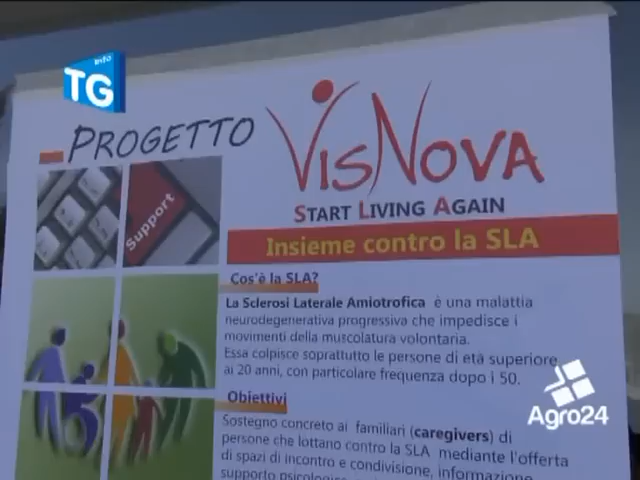 info
TG
PROGETTO
VISNOVA
START LIVING AGAIN
Support
Insieme contro la SLA
Cos'è la SLA?
La Sclerosi Laterale Amiotrofica è una malattia
neurodegenerativa progressiva che impedisce i
movimenti della muscolatura volontaria.
Essa colpisce soprattutto le persone di età superiore
ai 20 anni, con particolare frequenza dopo i 50.
Obiettivi
Sostegno concreto ai familiari (caregivers) di
persone che lottano contro la SLA mediante l'offerta
di spazi di incontro e condivisione, informazione
supporto
Agro24